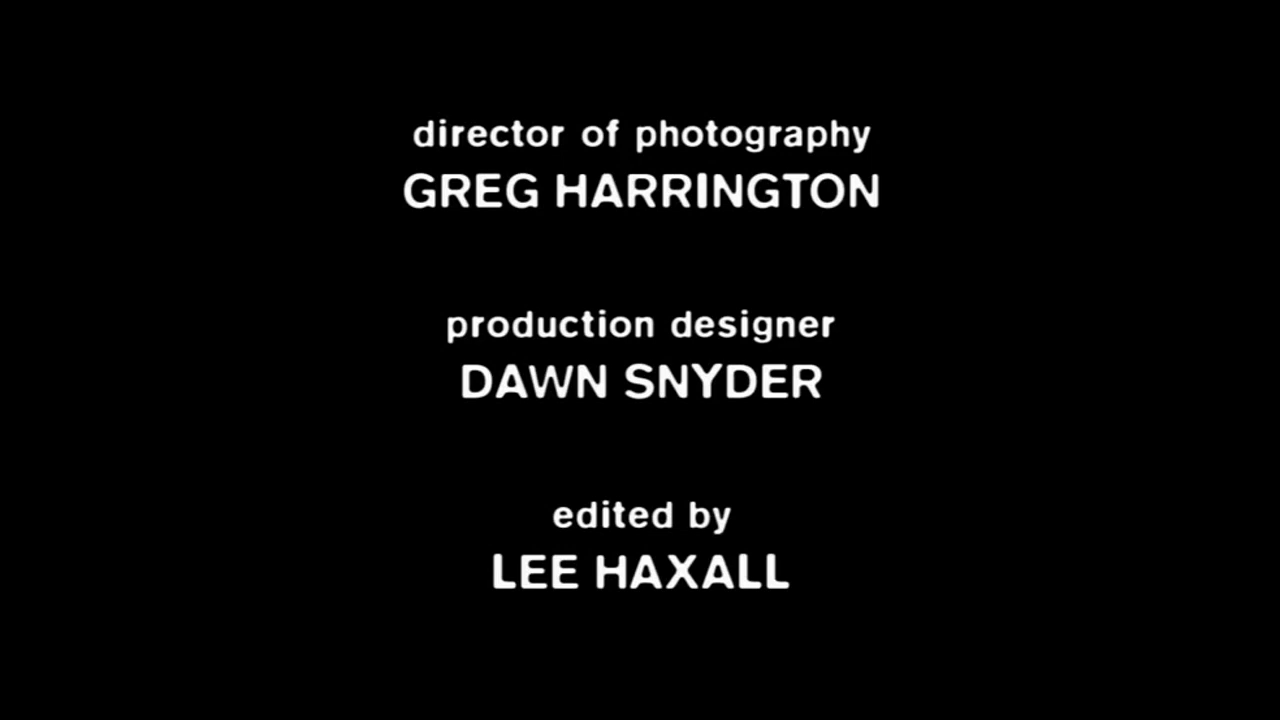 director of photography
GREG HARRINGTON
production designer
DAWN SNYDER
edited by
LEE HAXALL